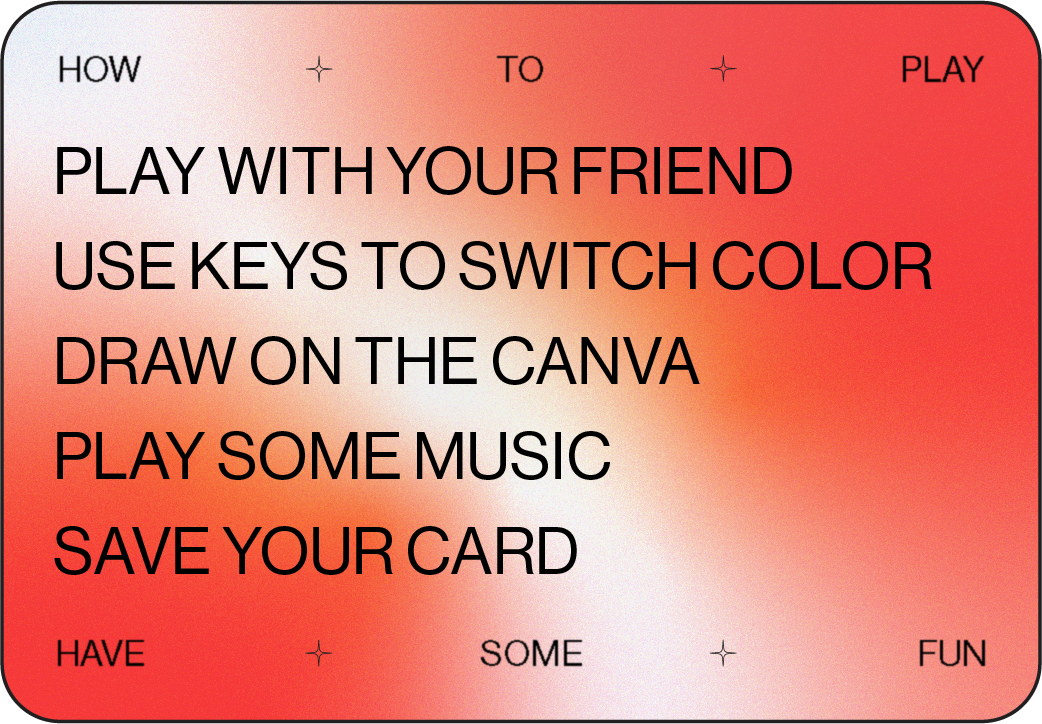 HOW TO PLAY
PLAY WITH YOUR FRIEND
USE KEYS TO SWITCH COLOR
DRAW ON THE CANVA
PLAY SOME MUSIC
SAVE YOUR CARD
HAVE SOME FUN